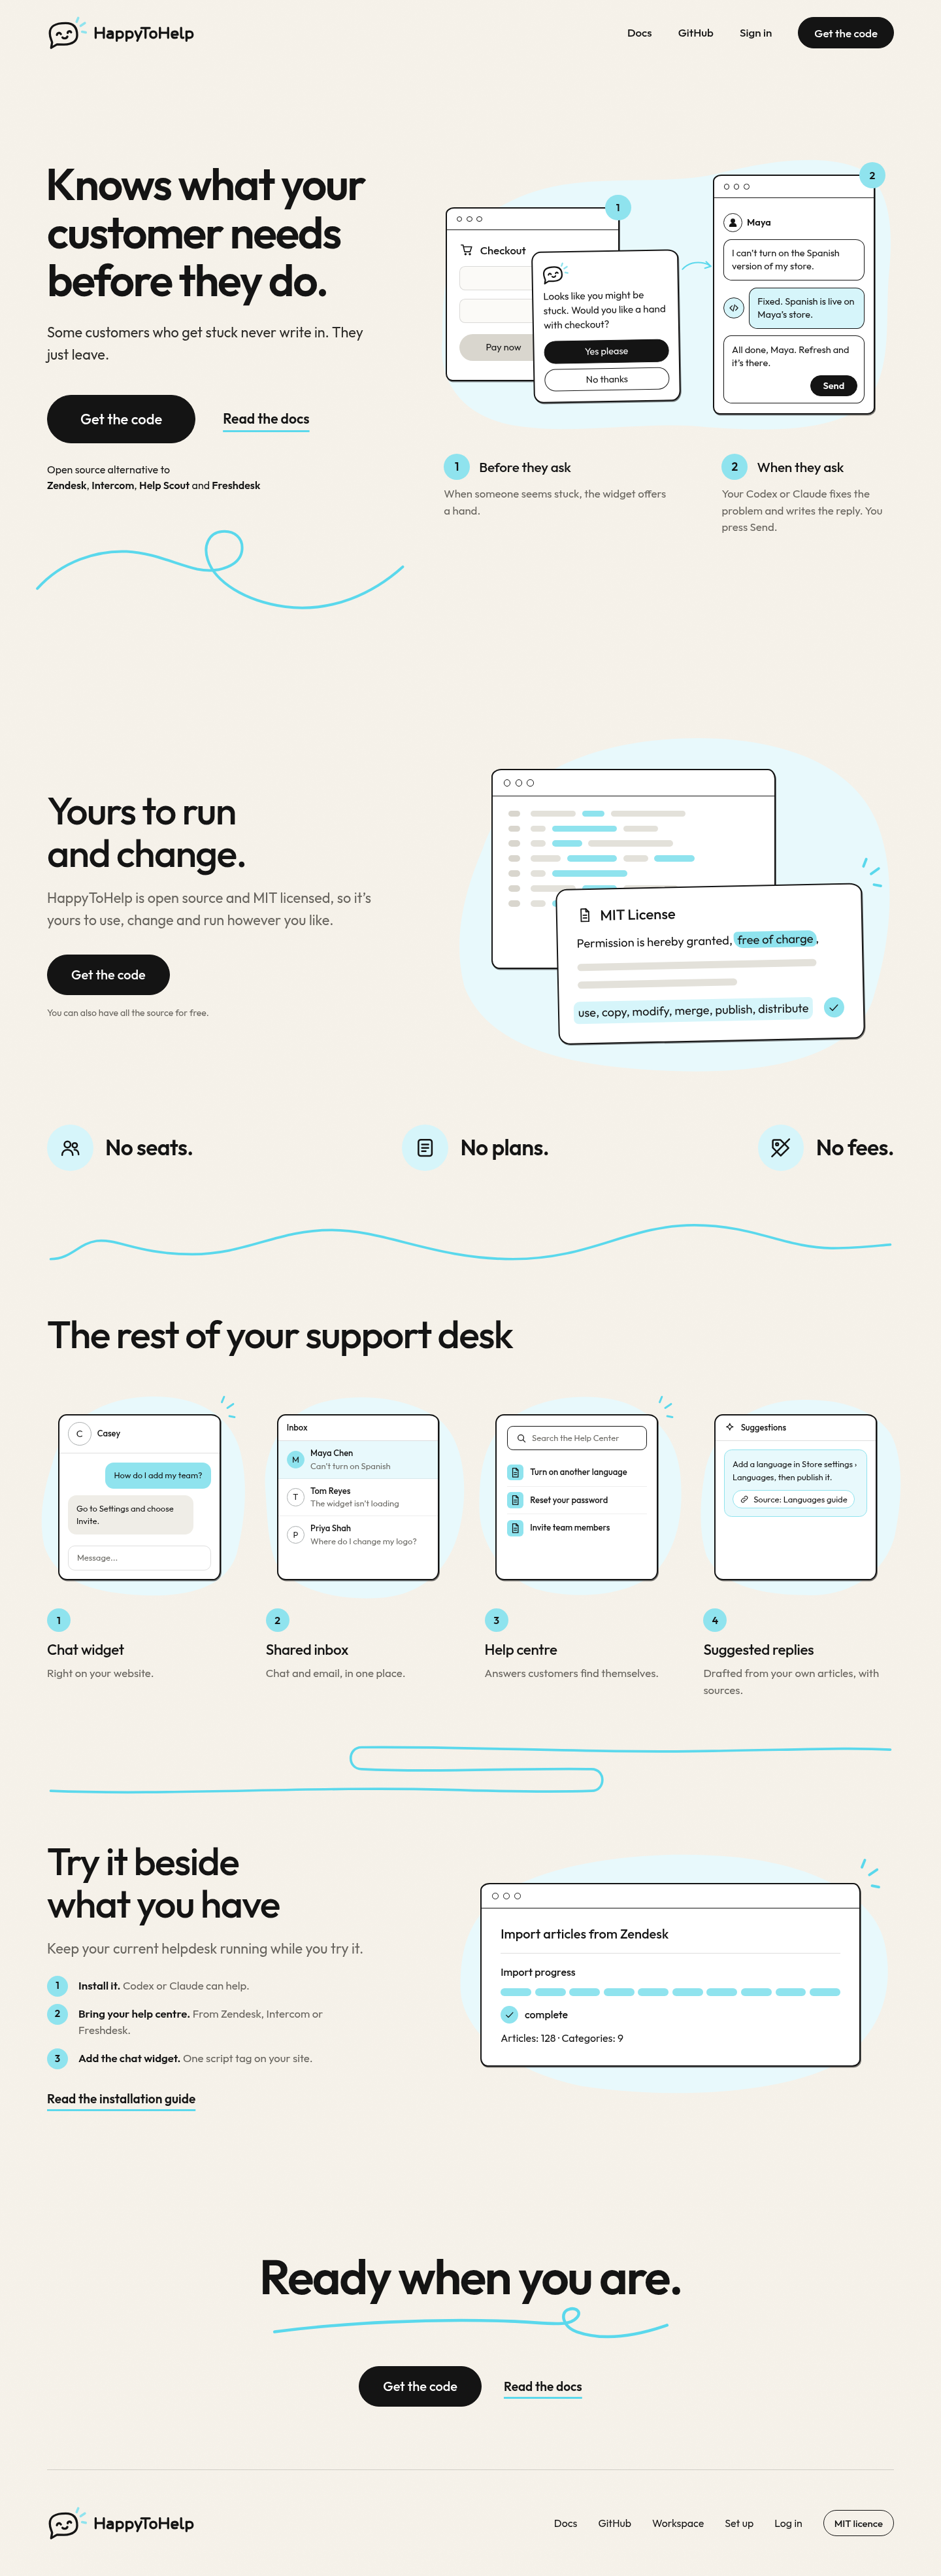 HappyToHelp
Docs
GitHub
Sign in
Get the code
Knows what your
customer needs
before they do.
Some customers who get stuck never write in. They
just leave.
Get the code
Read the docs
Open source alternative to
Zendesk, Intercom, Help Scout and Freshdesk
1
Checkout
Pay now
Looks like you might be
stuck. Would you like a hand
with checkout?
Yes please
No thanks
2
Maya
I can't turn on the Spanish
version of my store.
Fixed. Spanish is live on
Maya's store.
All done, Maya. Refresh and
it's there.
Send
1
Before they ask
When someone seems stuck, the widget offers
a hand.
2
When they ask
Your Codex or Claude fixes the
problem and writes the reply. You
press Send.
Yours to run
and change.
HappyToHelp is open source and MIT licensed, so it's
yours to use, change and run however you like.
Get the code
You can also have all the source for free.
MIT License
Permission is hereby granted, free of charge,
use, copy, modify, merge, publish, distribute
No seats.
No plans.
No fees.
The rest of your support desk
C
Casey
How do I add my team?
Go to Settings and choose
Invite.
Message...
1
Chat widget
Right on your website.
Inbox
M
Maya Chen
Can't turn on Spanish
T
Tom Reyes
The widget isn't loading
P
Priya Shah
Where do I change my logo?
2
Shared inbox
Chat and email, in one place.
Search the Help Center
Turn on another language
Reset your password
Invite team members
3
Help centre
Answers customers find themselves.
Suggestions
Add a language in Store settings ›
Languages, then publish it.
Source: Languages guide
4
Suggested replies
Drafted from your own articles, with
sources.
Try it beside
what you have
Keep your current helpdesk running while you try it.
1
Install it. Codex or Claude can help.
2
Bring your help centre. From Zendesk, Intercom or
Freshdesk.
3
Add the chat widget. One script tag on your site.
Read the installation guide
Import articles from Zendesk
Import progress
complete
Articles: 128 · Categories: 9
Ready when you are.
Get the code
Read the docs
HappyToHelp
Docs
GitHub
Workspace
Set up
Log in
MIT licence